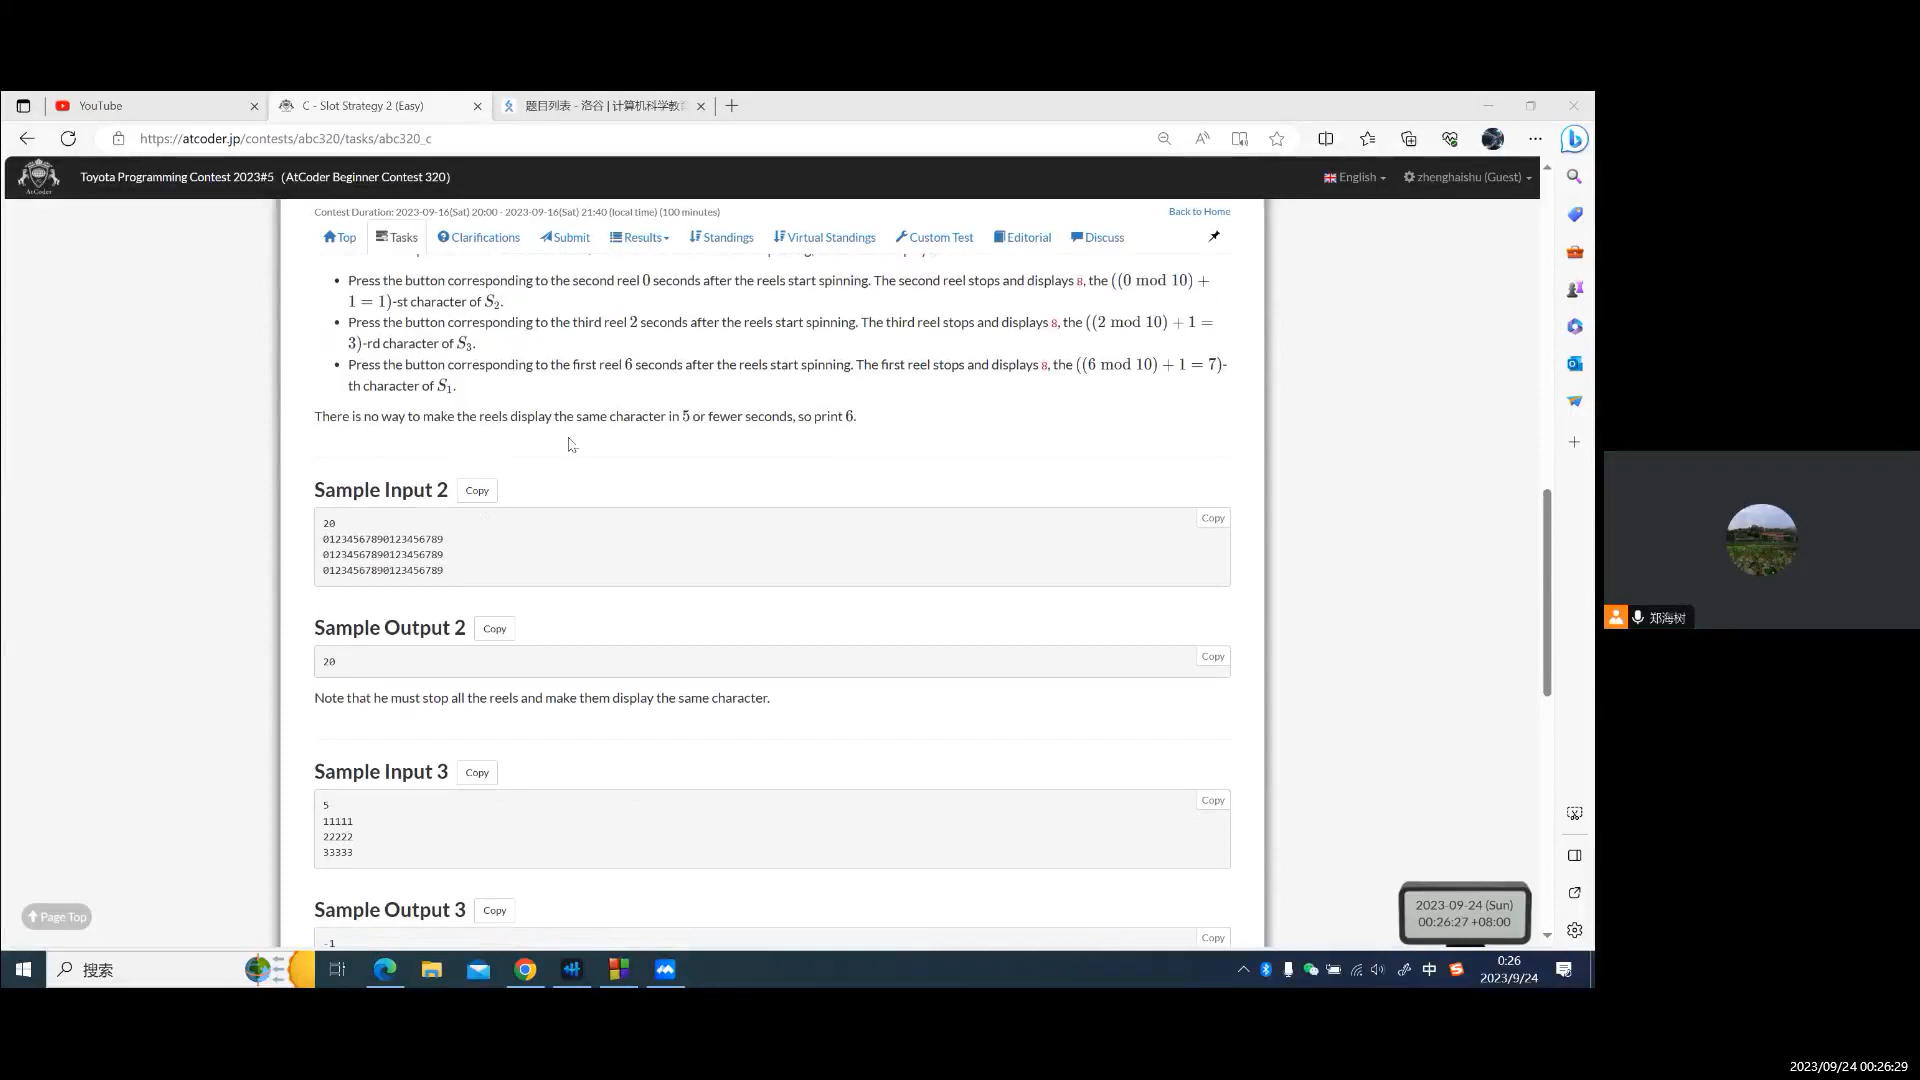 YouTube
C - Slot Strategy 2 (Easy)
题目列表 - 洛谷 | 计算机科学教育
https://atcoder.jp/contests/abc320/tasks/abc320_c
AtCoder
Toyota Programming Contest 2023#5（AtCoder Beginner Contest 320）
English
zhenghaishu (Guest)
Contest Duration: 2023-09-16(Sat) 20:00 - 2023-09-16(Sat) 21:40 (local time) (100 minutes)
Back to Home
Top
Tasks
Clarifications
Submit
Results
Standings
Virtual Standings
Custom Test
Editorial
Discuss
• Press the button corresponding to the second reel 0 seconds after the reels start spinning. The second reel stops and displays 8, the ((0 mod 10) +
1 = 1)-st character of S2.
• Press the button corresponding to the third reel 2 seconds after the reels start spinning. The third reel stops and displays 8, the ((2 mod 10) + 1 =
3)-rd character of S3.
• Press the button corresponding to the first reel 6 seconds after the reels start spinning. The first reel stops and displays 8, the ((6 mod 10) + 1 = 7)-
th character of S1.
There is no way to make the reels display the same character in 5 or fewer seconds, so print 6.
Sample Input 2
Copy
Copy
20
01234567890123456789
01234567890123456789
01234567890123456789
Sample Output 2
Copy
Copy
20
Note that he must stop all the reels and make them display the same character.
Sample Input 3
Copy
Copy
5
11111
22222
33333
Sample Output 3
Copy
Copy
-1
Page Top
2023-09-24 (Sun)
00:26:27 +08:00
搜索
中
0:26
2023/9/24
郑海树
2023/09/24 00:26:29